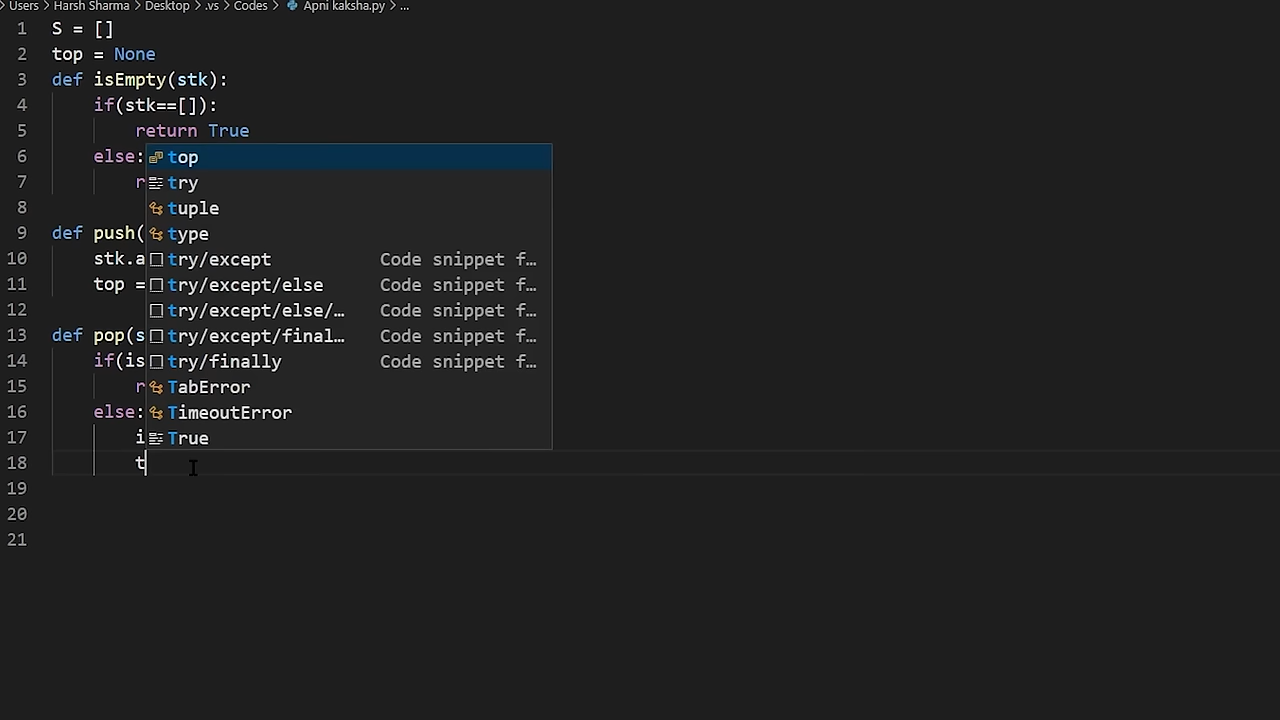 Users > Harsh Sharma > Desktop > .vs > Codes > Apni kaksha.py > ...
1 S = []
2 top = None
3 def isEmpty(stk):
4 if(stk==[]):
5 return True
6 else: top
7 r try
8 tuple
9 def push( type
10 stk.a try/except Code snippet f…
11 top = try/except/else Code snippet f…
12 try/except/else/… Code snippet f…
13 def pop(s try/except/final… Code snippet f…
14 if(is try/finally Code snippet f…
15 r TabError
16 else: TimeoutError
17 i True
18 t
19
20
21